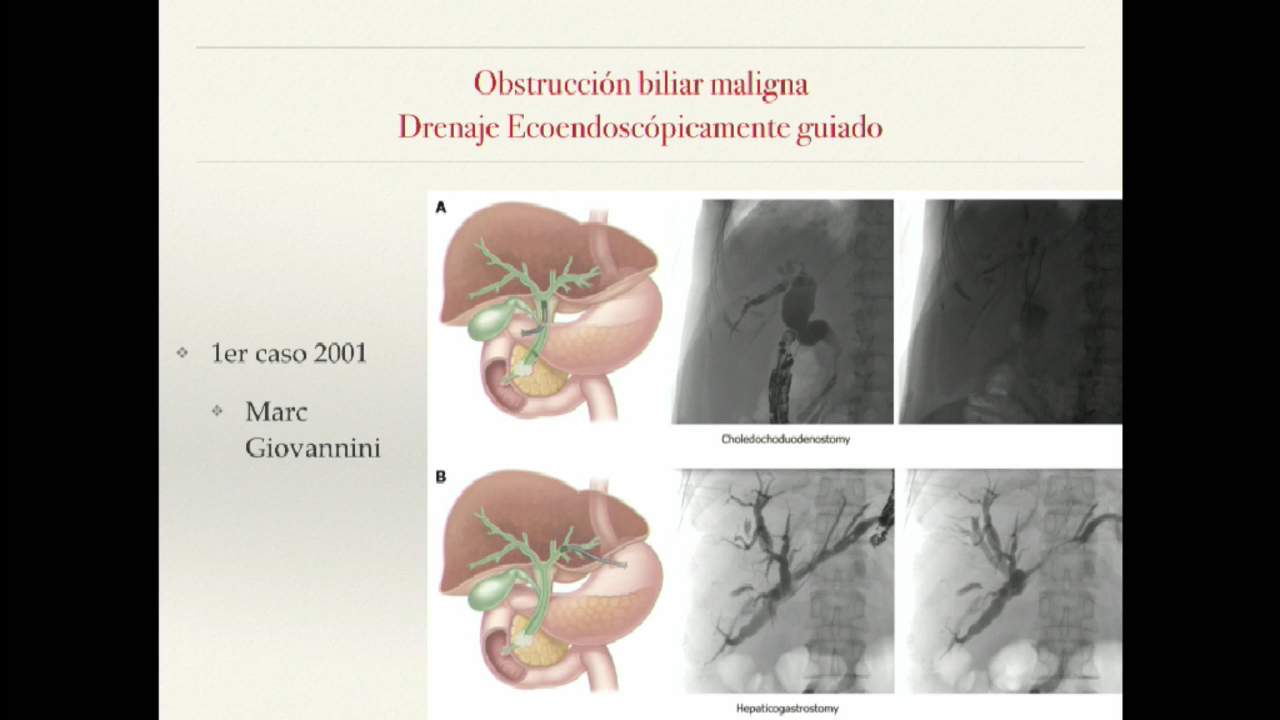 Obstrucción biliar maligna
Drenaje Ecoendoscópicamente guiado
1er caso 2001
Marc
Giovannini
A
Choledochoduodenostomy
B
Hepaticogastrostomy